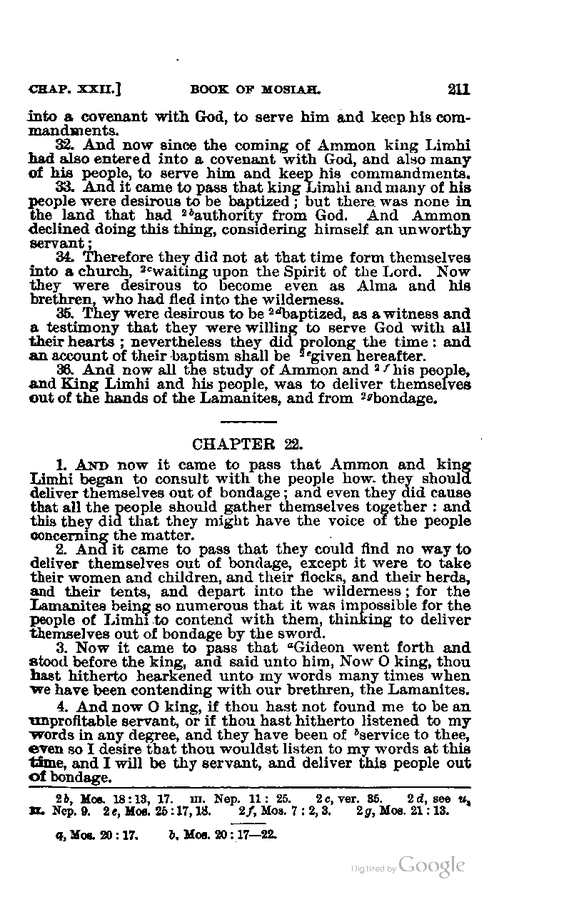 CHAP. XXII.] BOOK OF MOSIAH. 211
into a covenant with God, to serve him and keep his com-
mandments.
32. And now since the coming of Ammon king Limhi
had also entered into a covenant with God, and also many
of his people, to serve him and keep his commandments.
33. And it came to pass that king Limhi and many of his
people were desirous to be baptized; but there was none in
the land that had 2bauthority from God. And Ammon
declined doing this thing, considering himself an unworthy
servant;
34. Therefore they did not at that time form themselves
into a church, 2cwaiting upon the Spirit of the Lord. Now
they were desirous to become even as Alma and his
brethren, who had fled into the wilderness.
35. They were desirous to be 2dbaptized, as a witness and
a testimony that they were willing to serve God with all
their hearts; nevertheless they did prolong the time: and
an account of their baptism shall be 2egiven hereafter.
36. And now all the study of Ammon and 2fhis people,
and King Limhi and his people, was to deliver themselves
out of the hands of the Lamanites, and from 2gbondage.
CHAPTER 22.
1. AND now it came to pass that Ammon and king
Limhi began to consult with the people how they should
deliver themselves out of bondage; and even they did cause
that all the people should gather themselves together: and
this they did that they might have the voice of the people
concerning the matter.
2. And it came to pass that they could find no way to
deliver themselves out of bondage, except it were to take
their women and children, and their flocks, and their herds,
and their tents, and depart into the wilderness; for the
Lamanites being so numerous that it was impossible for the
people of Limhi to contend with them, thinking to deliver
themselves out of bondage by the sword.
3. Now it came to pass that aGideon went forth and
stood before the king, and said unto him, Now O king, thou
hast hitherto hearkened unto my words many times when
we have been contending with our brethren, the Lamanites.
4. And now O king, if thou hast not found me to be an
unprofitable servant, or if thou hast hitherto listened to my
words in any degree, and they have been of bservice to thee,
even so I desire that thou wouldst listen to my words at this
time, and I will be thy servant, and deliver this people out
of bondage.
2b, Mos. 18:13, 17. III. Nep. 11: 25. 2c, ver. 35. 2d, see u,
II. Nep. 9. 2e, Mos. 25:17, 18. 2f, Mos. 7: 2, 3. 2g, Mos. 21: 13.
a, Mos. 20: 17. b, Mos. 20: 17—22.
Digitized by Google